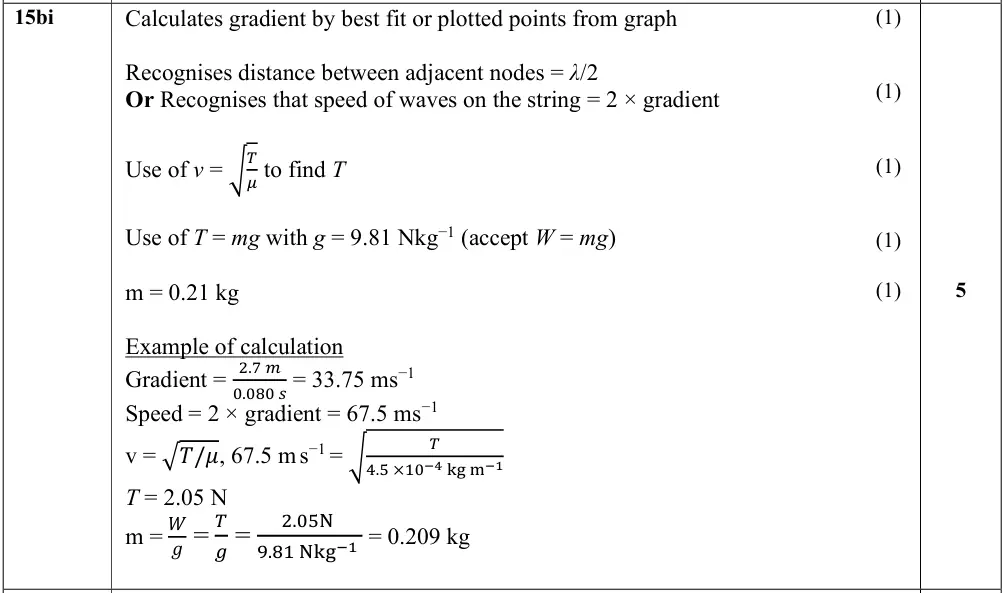 15bi Calculates gradient by best fit or plotted points from graph (1)
Recognises distance between adjacent nodes = λ/2
Or Recognises that speed of waves on the string = 2 × gradient (1)
Use of v = √(T/μ) to find T (1)
Use of T = mg with g = 9.81 Nkg⁻¹ (accept W = mg) (1)
m = 0.21 kg (1) 5
Example of calculation
Gradient = 2.7 m / 0.080 s = 33.75 ms⁻¹
Speed = 2 × gradient = 67.5 ms⁻¹
v = √(T/μ), 67.5 m s⁻¹ = √(T / 4.5 ×10⁻⁴ kg m⁻¹)
T = 2.05 N
m = W/g = T/g = 2.05N / 9.81 Nkg⁻¹ = 0.209 kg